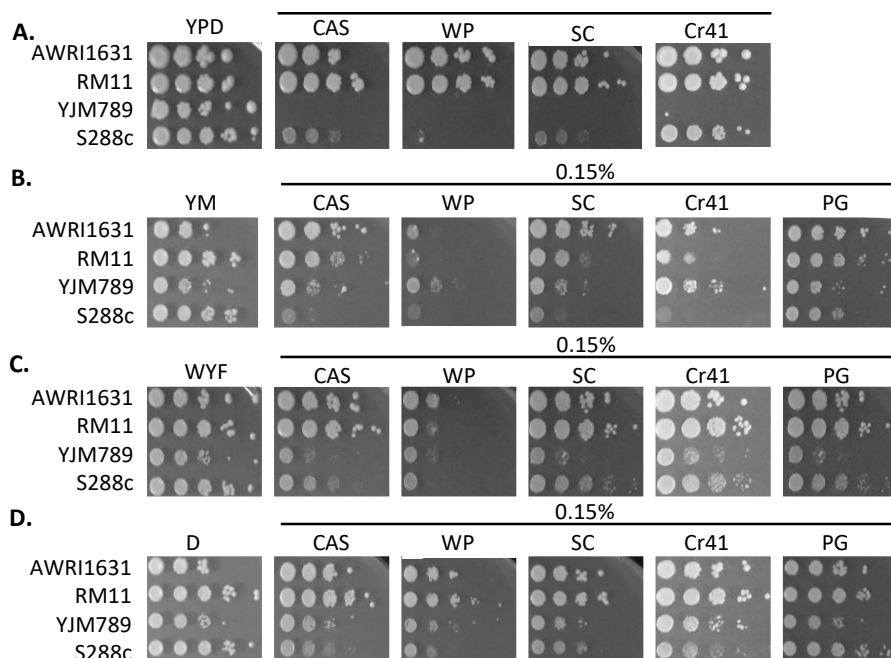 A.
YPD CAS WP SC Cr41
AWRI1631
RM11
YJM789
S288c
B.
0.15%
YM CAS WP SC Cr41 PG
AWRI1631
RM11
YJM789
S288c
C.
0.15%
WYF CAS WP SC Cr41 PG
AWRI1631
RM11
YJM789
S288c
D.
0.15%
D CAS WP SC Cr41 PG
AWRI1631
RM11
YJM789
S288c